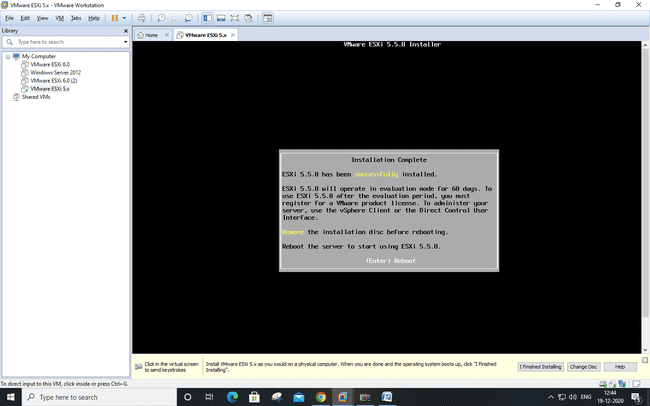 VMware ESXi 5.x - VMware Workstation
File Edit View VM Tabs Help
Library
Type here to search
My Computer
VMware ESXi 6.0
Windows Server 2012
VMware ESXi 6.0 (2)
VMware ESXi 5.x
Shared VMs
Home
VMware ESXi 5.x
VMware ESXi 5.5.0 Installer
Installation Complete
ESXi 5.5.0 has been successfully installed.
ESXi 5.5.0 will operate in evaluation mode for 60 days. To
use ESXi 5.5.0 after the evaluation period, you must
register for a VMware product license. To administer your
server, use the vSphere Client or the Direct Control User
Interface.
Remove the installation disc before rebooting.
Reboot the server to start using ESXi 5.5.0.
(Enter) Reboot
Click in the virtual screen
to send keystrokes
Install VMware ESXi 5.x as you would on a physical computer. When you are done and the operating system boots up, click "I Finished
Installing".
I Finished Installing
Change Disc
Help
To direct input to this VM, click inside or press Ctrl+G.
Type here to search
ENG
12:44
19-12-2020